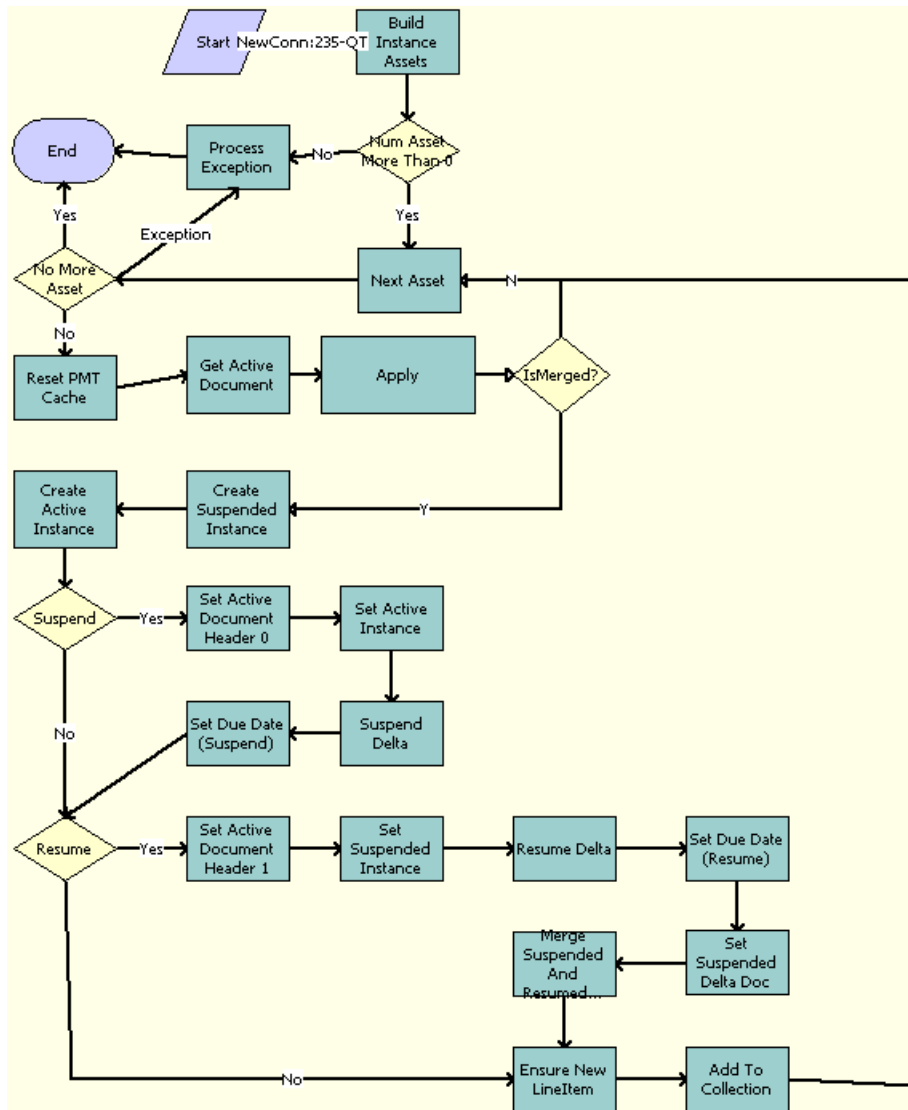 Start
NewConn:235-QT
Build
Instance
Assets
End
Process
Exception
No
Num Asset
More Than 0
Yes
Yes
Exception
No More
Asset
Next Asset
N
No
Reset PMT
Cache
Get Active
Document
Apply
IsMerged?
Create
Active
Instance
Create
Suspended
Instance
Y
Suspend
Yes
Set Active
Document
Header 0
Set Active
Instance
No
Set Due Date
(Suspend)
Suspend
Delta
Resume
Yes
Set Active
Document
Header 1
Set
Suspended
Instance
Resume Delta
Set Due Date
(Resume)
Merge
Suspended
And
Resumed...
Set
Suspended
Delta Doc
No
Ensure New
LineItem
Add To
Collection